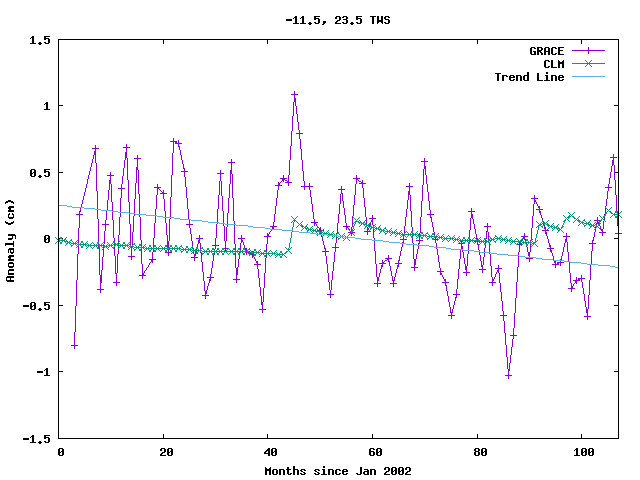 -11.5, 23.5 TWS
GRACE
CLM
Trend Line
1.5
1
0.5
0
-0.5
-1
-1.5
Anomaly (cm)
0 20 40 60 80 100
Months since Jan 2002